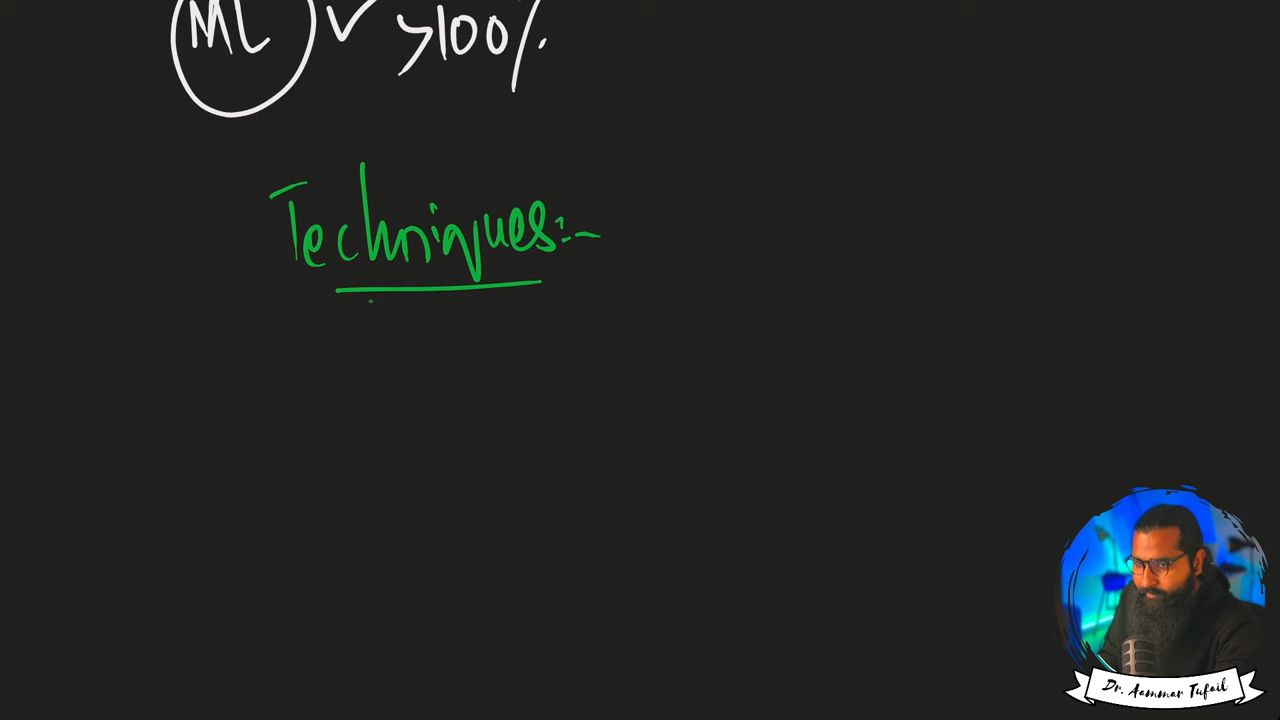 ML ✓ >100%
Techniques:-
Dr. Aammar Tufail